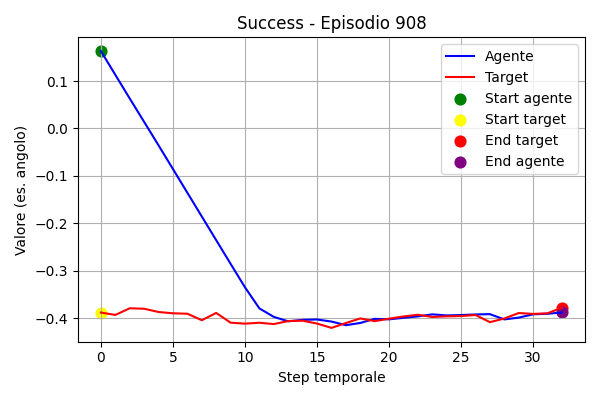 Success - Episodio 908
Agente
Target
Start agente
Start target
End target
End agente
Valore (es. angolo)
0.1
0.0
−0.1
−0.2
−0.3
−0.4
0 5 10 15 20 25 30
Step temporale